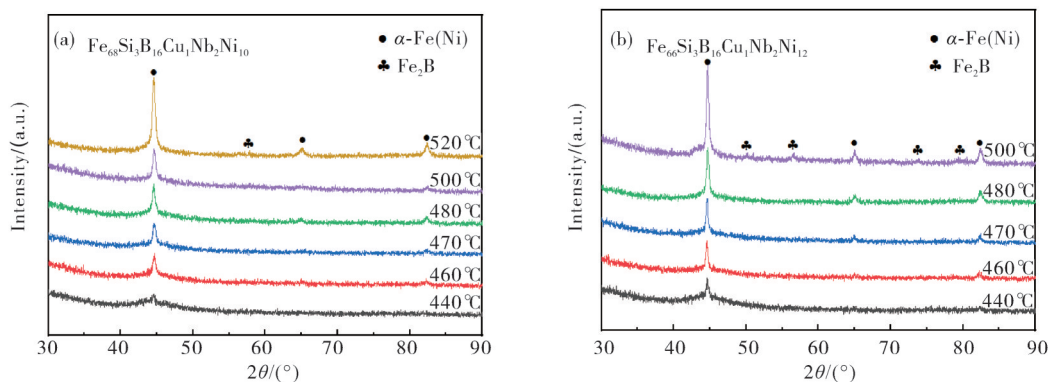 (a) Fe₆₈Si₃B₁₆Cu₁Nb₂Ni₁₀
● α-Fe(Ni)
♣ Fe₂B
520℃
500℃
480℃
470℃
460℃
440℃
Intensity/(a.u.)
30 40 50 60 70 80 90
2θ/(°)
(b) Fe₆₆Si₃B₁₆Cu₁Nb₂Ni₁₂
● α-Fe(Ni)
♣ Fe₂B
500℃
480℃
470℃
460℃
440℃
Intensity/(a.u.)
30 40 50 60 70 80 90
2θ/(°)